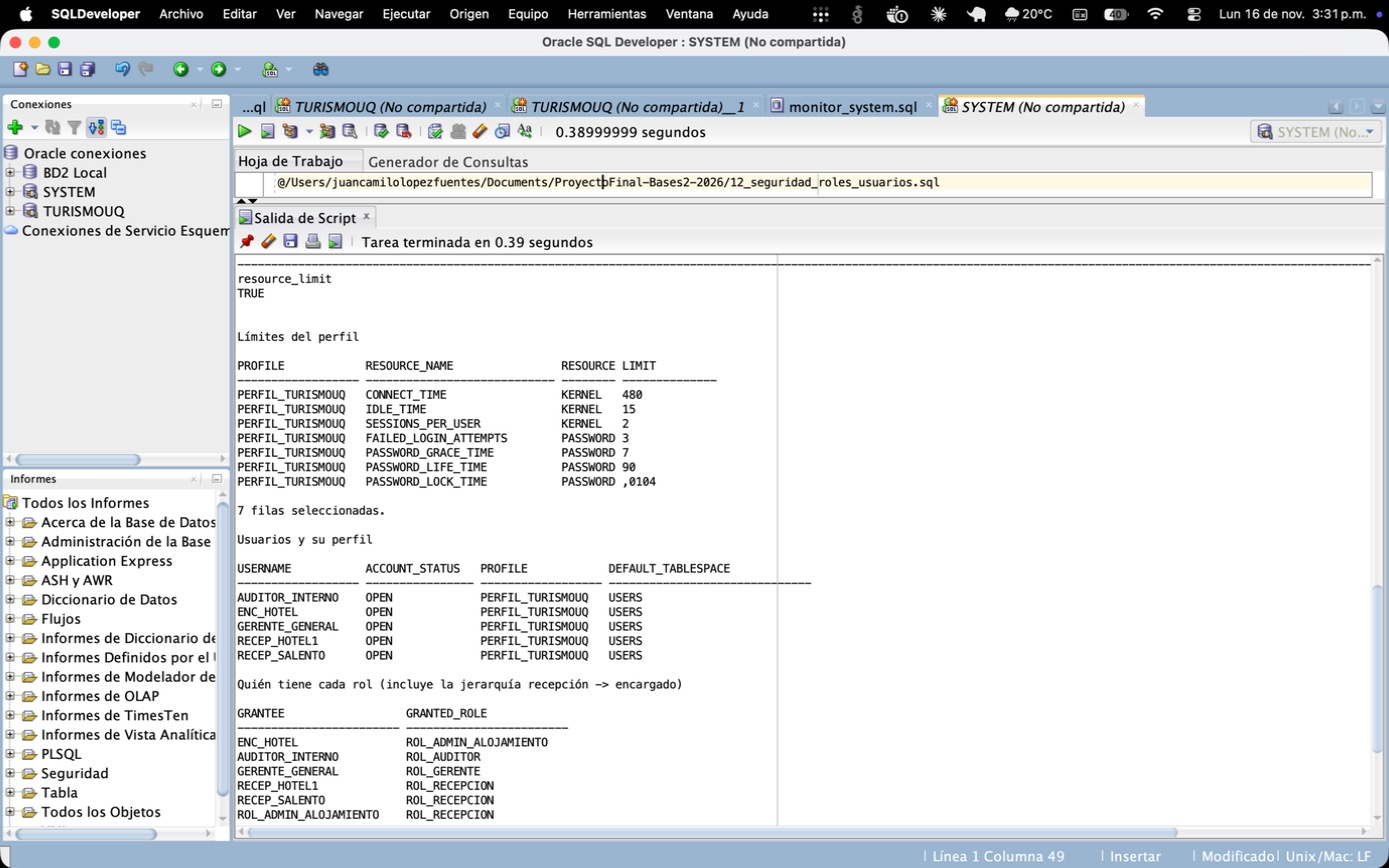 SQLDeveloper Archivo Editar Ver Navegar Ejecutar Origen Equipo Herramientas Ventana Ayuda 20°C 40 Lun 16 de nov. 3:31 p.m.
Oracle SQL Developer : SYSTEM (No compartida)
Conexiones
Oracle conexiones
BD2 Local
SYSTEM
TURISMOUQ
Conexiones de Servicio Esquem
Informes
Todos los Informes
Acerca de la Base de Datos
Administración de la Base
Application Express
ASH y AWR
Diccionario de Datos
Flujos
Informes de Diccionario de
Informes Definidos por el
Informes de Modelador de
Informes de OLAP
Informes de TimesTen
Informes de Vista Analítica
PLSQL
Seguridad
Tabla
Todos los Objetos
...ql TURISMOUQ (No compartida) TURISMOUQ (No compartida)__1 monitor_system.sql SYSTEM (No compartida)
0.38999999 segundos SYSTEM (No...
Hoja de Trabajo Generador de Consultas
@/Users/juancamilolopezfuentes/Documents/ProyectoFinal-Bases2-2026/12_seguridad_roles_usuarios.sql
Salida de Script
Tarea terminada en 0.39 segundos
resource_limit
TRUE
Límites del perfil
PROFILE RESOURCE_NAME RESOURCE LIMIT
PERFIL_TURISMOUQ CONNECT_TIME KERNEL 480
PERFIL_TURISMOUQ IDLE_TIME KERNEL 15
PERFIL_TURISMOUQ SESSIONS_PER_USER KERNEL 2
PERFIL_TURISMOUQ FAILED_LOGIN_ATTEMPTS PASSWORD 3
PERFIL_TURISMOUQ PASSWORD_GRACE_TIME PASSWORD 7
PERFIL_TURISMOUQ PASSWORD_LIFE_TIME PASSWORD 90
PERFIL_TURISMOUQ PASSWORD_LOCK_TIME PASSWORD ,0104
7 filas seleccionadas.
Usuarios y su perfil
USERNAME ACCOUNT_STATUS PROFILE DEFAULT_TABLESPACE
AUDITOR_INTERNO OPEN PERFIL_TURISMOUQ USERS
ENC_HOTEL OPEN PERFIL_TURISMOUQ USERS
GERENTE_GENERAL OPEN PERFIL_TURISMOUQ USERS
RECEP_HOTEL1 OPEN PERFIL_TURISMOUQ USERS
RECEP_SALENTO OPEN PERFIL_TURISMOUQ USERS
Quién tiene cada rol (incluye la jerarquía recepción -> encargado)
GRANTEE GRANTED_ROLE
ENC_HOTEL ROL_ADMIN_ALOJAMIENTO
AUDITOR_INTERNO ROL_AUDITOR
GERENTE_GENERAL ROL_GERENTE
RECEP_HOTEL1 ROL_RECEPCION
RECEP_SALENTO ROL_RECEPCION
ROL_ADMIN_ALOJAMIENTO ROL_RECEPCION
Línea 1 Columna 49 Insertar Modificado Unix/Mac: LF